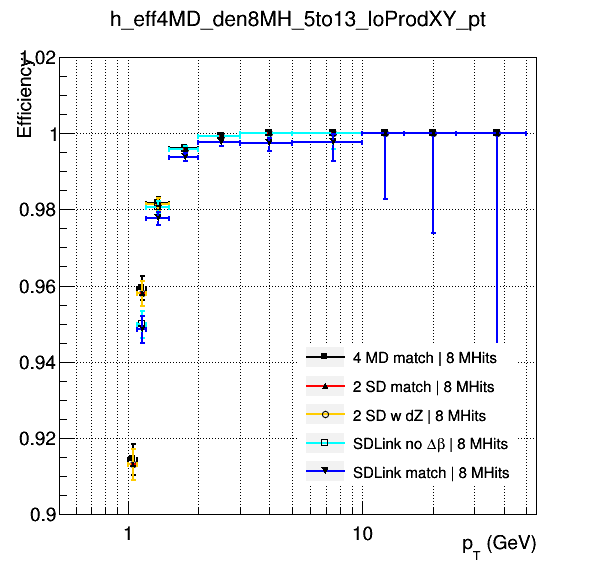 h_eff4MD_den8MH_5to13_loProdXY_pt
Efficiency
1.02
1
0.98
0.96
0.94
0.92
0.9
4 MD match | 8 MHits
2 SD match | 8 MHits
2 SD w dZ | 8 MHits
SDLink no Δβ | 8 MHits
SDLink match | 8 MHits
1
10
p_T (GeV)